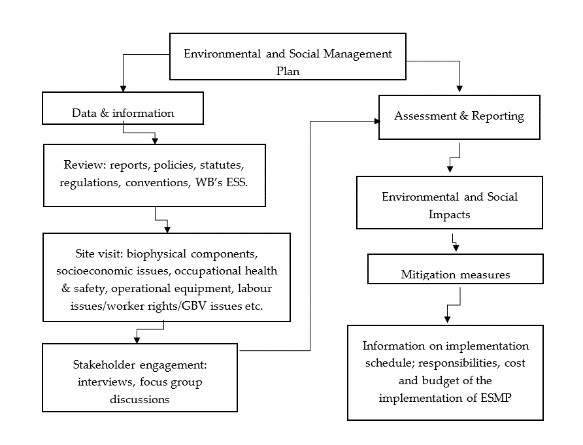 Environmental and Social Management
Plan
Data & information
Review: reports, policies, statutes,
regulations, conventions, WB's ESS.
Site visit: biophysical components,
socioeconomic issues, occupational health
& safety, operational equipment, labour
issues/worker rights/GBV issues etc.
Stakeholder engagement:
interviews, focus group
discussions
Assessment & Reporting
Environmental and Social
Impacts
Mitigation measures
Information on implementation
schedule; responsibilities, cost
and budget of the
implementation of ESMP